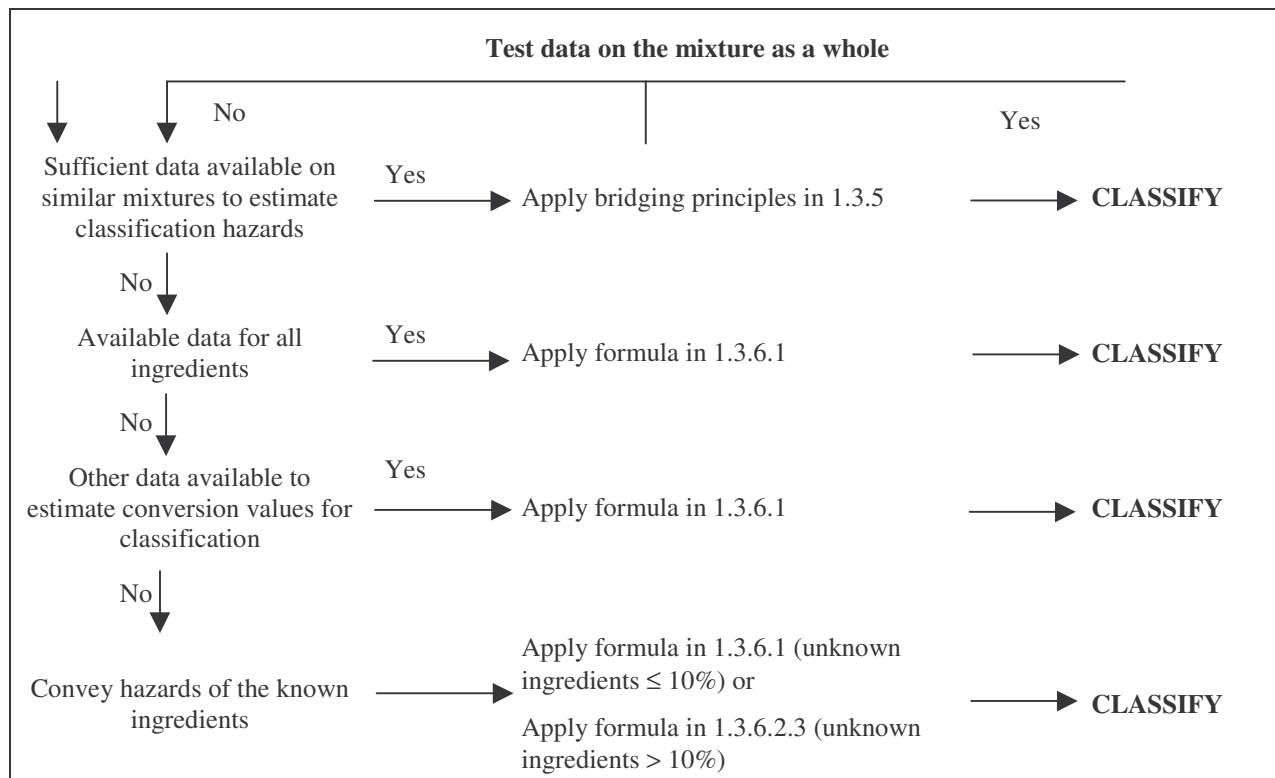 Test data on the mixture as a whole
No
Yes
Sufficient data available on
similar mixtures to estimate
classification hazards
Yes
Apply bridging principles in 1.3.5
CLASSIFY
No
Available data for all
ingredients
Yes
Apply formula in 1.3.6.1
CLASSIFY
No
Other data available to
estimate conversion values for
classification
Yes
Apply formula in 1.3.6.1
CLASSIFY
No
Convey hazards of the known
ingredients
Apply formula in 1.3.6.1 (unknown
ingredients ≤ 10%) or
Apply formula in 1.3.6.2.3 (unknown
ingredients > 10%)
CLASSIFY